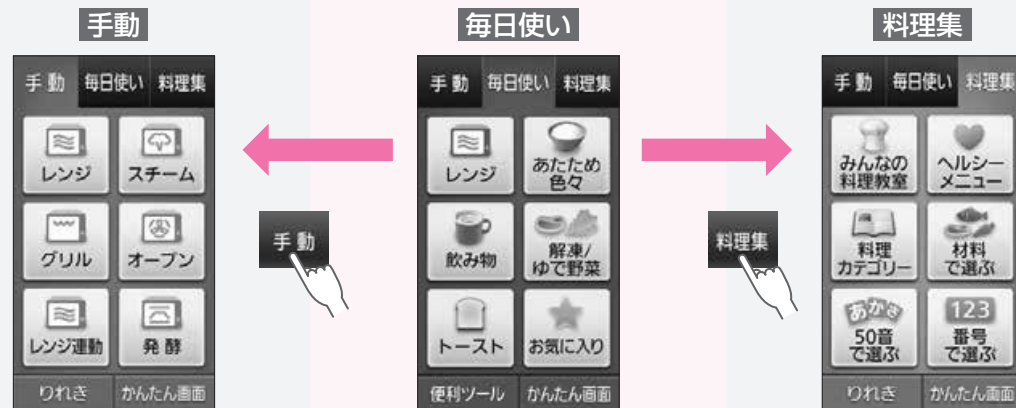 手動
手動 毎日使い 料理集
レンジ
スチーム
グリル
オーブン
レンジ連動
発酵
りれき
かんたん画面
手動
毎日使い
手動 毎日使い 料理集
レンジ
あたため
色々
飲み物
解凍/
ゆで野菜
トースト
お気に入り
便利ツール
かんたん画面
料理集
料理集
手動 毎日使い 料理集
みんなの
料理教室
ヘルシー
メニュー
料理
カテゴリー
材料
で選ぶ
あかさ
50音
で選ぶ
123
番号
で選ぶ
りれき
かんたん画面